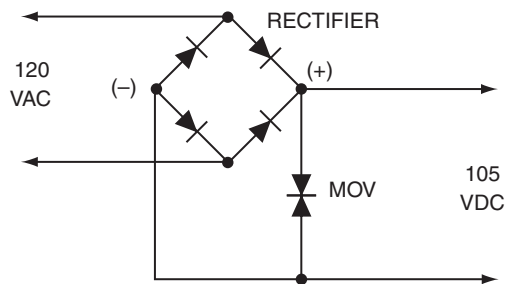 RECTIFIER
120
VAC
(–)
(+)
MOV
105
VDC